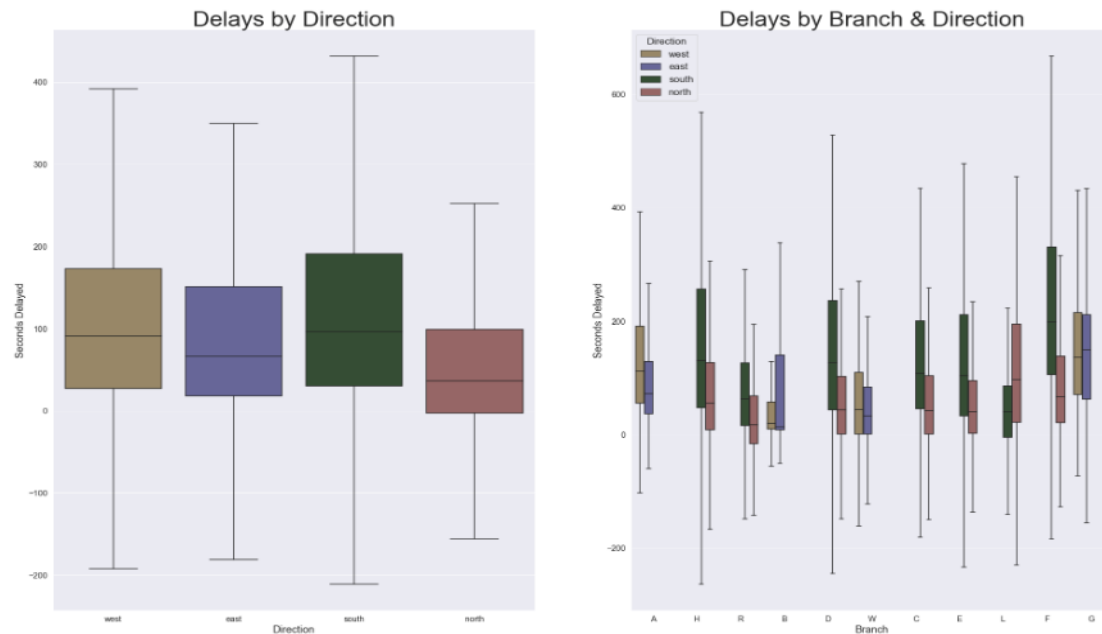 Delays by Direction
Seconds Delayed
400
300
200
100
0
−100
−200
west east south north
Direction
Delays by Branch & Direction
Direction
west
east
south
north
Seconds Delayed
600
400
200
0
−200
A H R B D W C E L F G
Branch